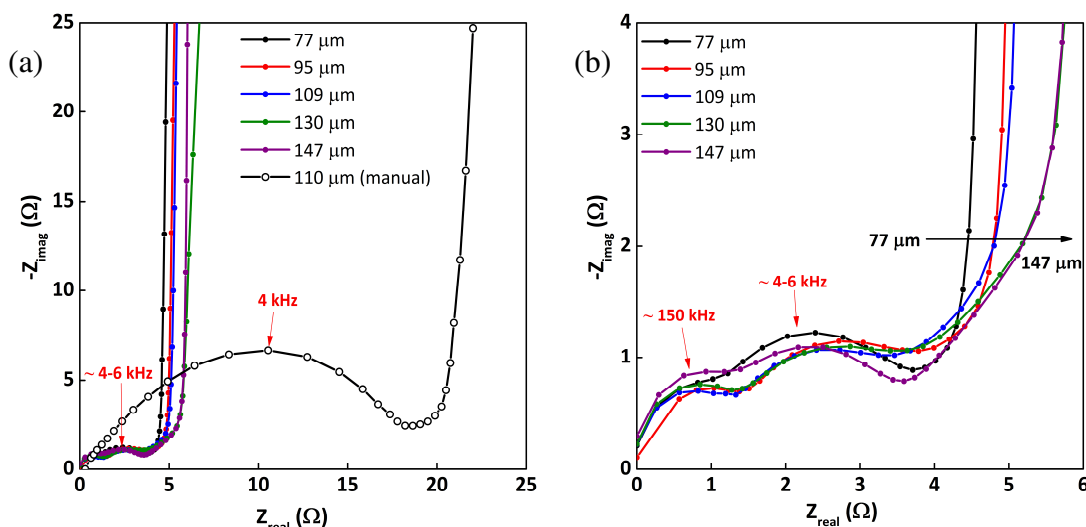 (a)
25
20
15
10
5
0
-Z_imag (Ω)
77 μm
95 μm
109 μm
130 μm
147 μm
110 μm (manual)
4 kHz
~ 4-6 kHz
0 5 10 15 20 25
Z_real (Ω)
(b)
4
3
2
1
0
-Z_imag (Ω)
77 μm
95 μm
109 μm
130 μm
147 μm
77 μm
147 μm
~ 4-6 kHz
~ 150 kHz
0 1 2 3 4 5 6
Z_real (Ω)